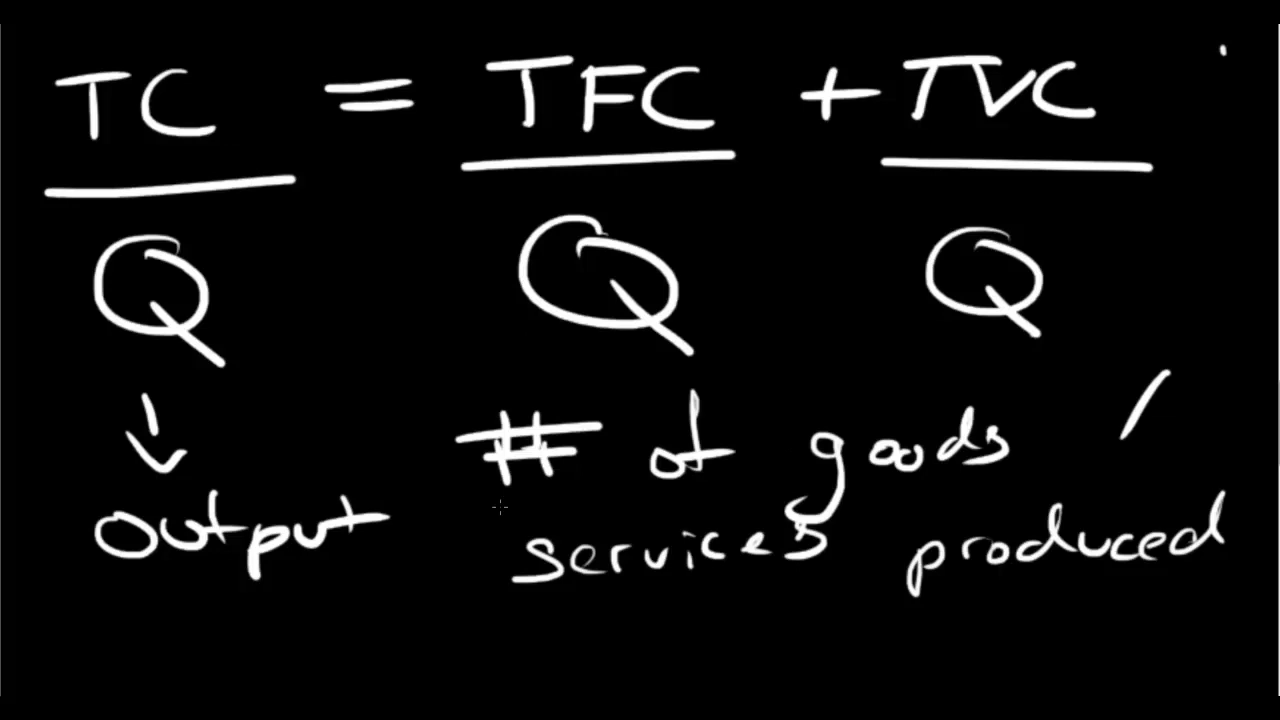 TC = TFC + TVC
Q Q Q
# of goods /
output services produced